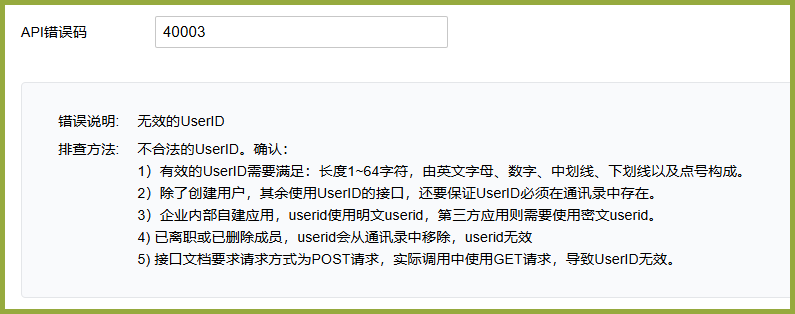 API错误码 40003
错误说明: 无效的UserID
排查方法: 不合法的UserID。确认：
1）有效的UserID需要满足：长度1~64字符，由英文字母、数字、中划线、下划线以及点号构成。
2）除了创建用户，其余使用UserID的接口，还要保证UserID必须在通讯录中存在。
3）企业内部自建应用，userid使用明文userid，第三方应用则需要使用密文userid。
4) 已离职或已删除成员，userid会从通讯录中移除，userid无效
5) 接口文档要求请求方式为POST请求，实际调用中使用GET请求，导致UserID无效。